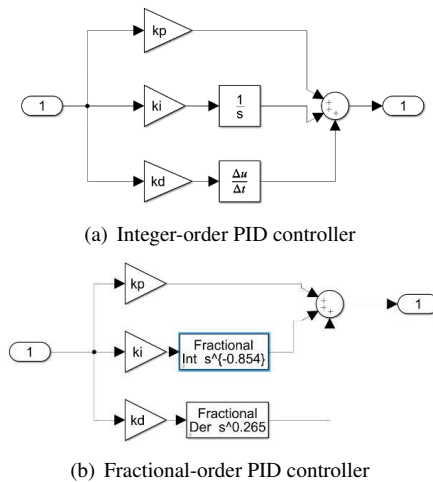 kp
1
ki
1
s
+
+
+
1
kd
Δu
Δt
(a) Integer-order PID controller
kp
+
+
+
1
1
ki
Fractional
Int s^{-0.854}
kd
Fractional
Der s^0.265
(b) Fractional-order PID controller